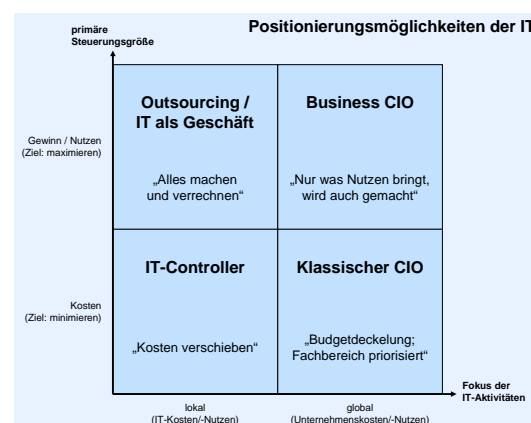 Positionierungsmöglichkeiten der IT
primäre
Steuerungsgröße
Outsourcing /
IT als Geschäft
Business CIO
Gewinn / Nutzen
(Ziel: maximieren)
„Alles machen
und verrechnen“
„Nur was Nutzen bringt,
wird auch gemacht“
IT-Controller
Klassischer CIO
Kosten
(Ziel: minimieren)
„Kosten verschieben“
„Budgetdeckelung;
Fachbereich priorisiert“
Fokus der
IT-Aktivitäten
lokal
(IT-Kosten/-Nutzen)
global
(Unternehmenskosten/-Nutzen)